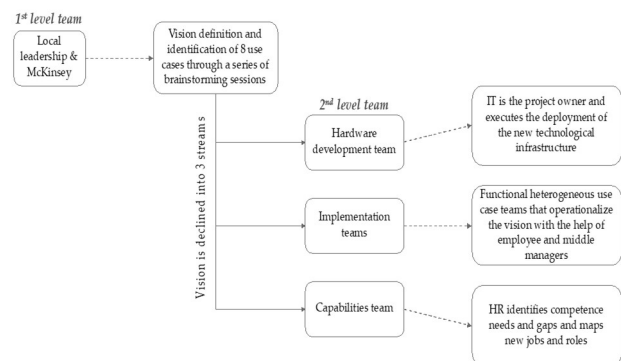 1st level team
Local
leadership &
McKinsey
Vision definition and
identification of 8 use
cases through a series of
brainstorming sessions
Vision is declined into 3 streams
2nd level team
Hardware
development team
IT is the project owner and
executes the deployment of
the new technological
infrastructure
Implementation
teams
Functional heterogeneous use
case teams that operationalize
the vision with the help of
employee and middle
managers
Capabilities team
HR identifies competence
needs and gaps and maps
new jobs and roles